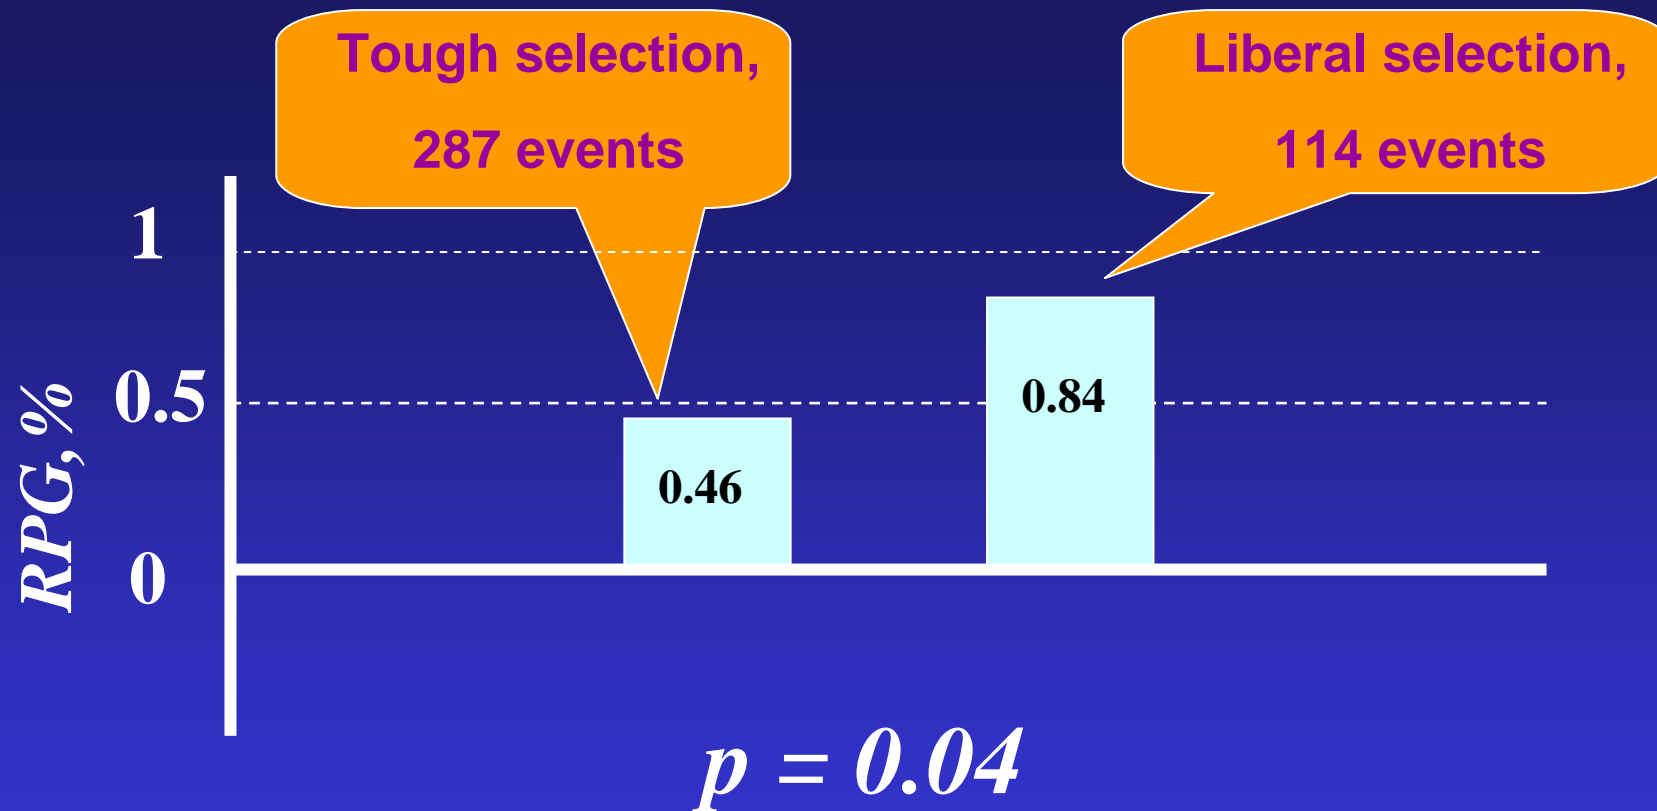 Tough selection,
287 events
Liberal selection,
114 events
1
0.5
0
RPG, %
0.46
0.84
p = 0.04